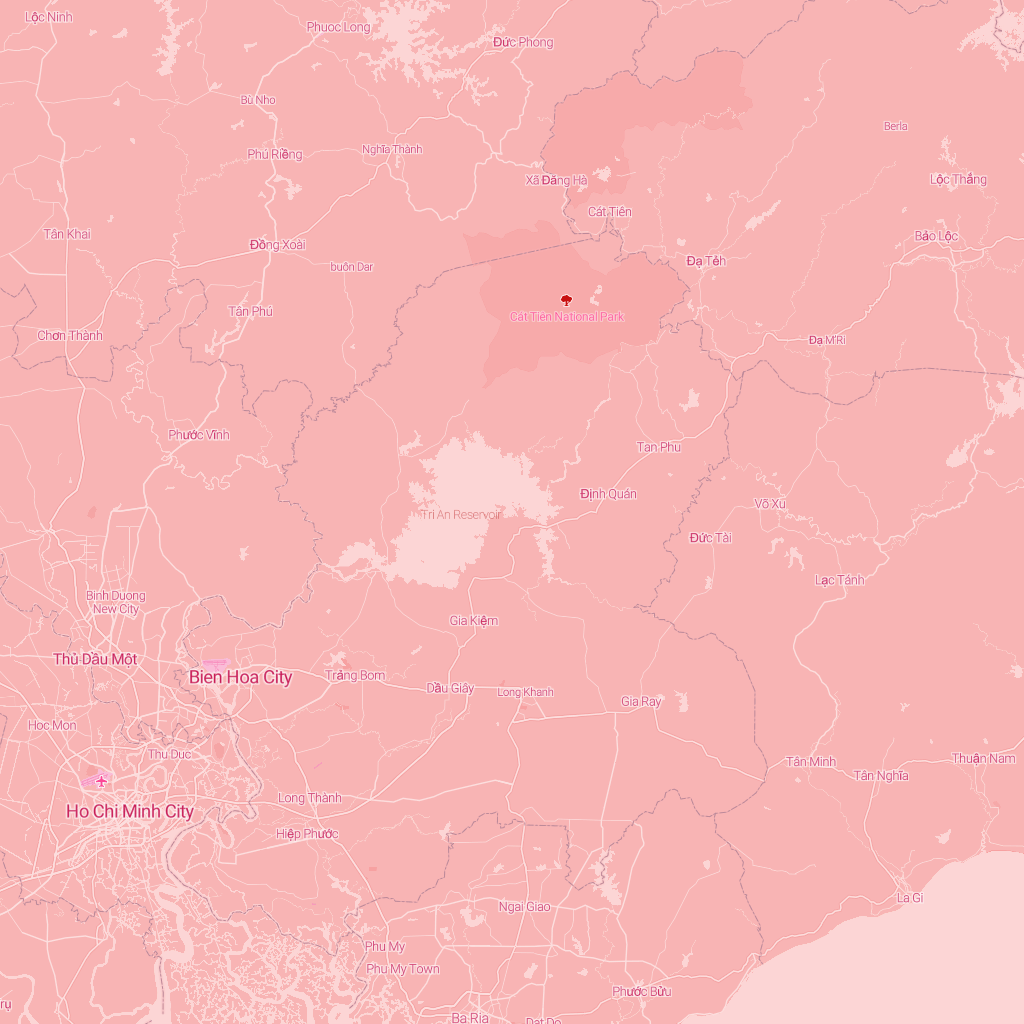 Lộc Ninh
Phuoc Long
Đức Phong
Bù Nho
Berla
Nghĩa Thành
Phú Riềng
Xã Đăng Hà
Lộc Thắng
Cát Tiên
Tân Khai
Bảo Lộc
Đồng Xoài
Đạ Tẻh
buôn Dar
Tân Phú
Cát Tiên National Park
Chơn Thành
Đạ M'Ri
Phước Vĩnh
Tan Phu
Định Quán
Võ Xữ
Tri An Reservoir
Đức Tài
Lạc Tánh
Binh Duong
New City
Gia Kiệm
Thủ Dầu Một
Bien Hoa City
Trảng Bom
Dầu Giây
Long Khanh
Gia Ray
Hoc Mon
Thu Duc
Tân Minh
Thuận Nam
Tân Nghĩa
Long Thành
Ho Chi Minh City
Hiệp Phước
La Gi
Ngai Giao
Phu My
Phu My Town
Phước Bửu
rụ
Ba Ria
Dat Do